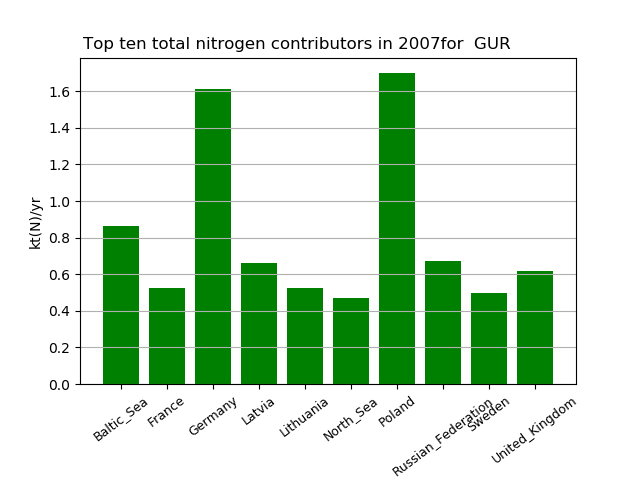 Top ten total nitrogen contributors in 2007for  GUR
kt(N)/yr
1.6
1.4
1.2
1.0
0.8
0.6
0.4
0.2
0.0
Baltic_Sea
France
Germany
Latvia
Lithuania
North_Sea
Poland
Russian_Federation
Sweden
United_Kingdom